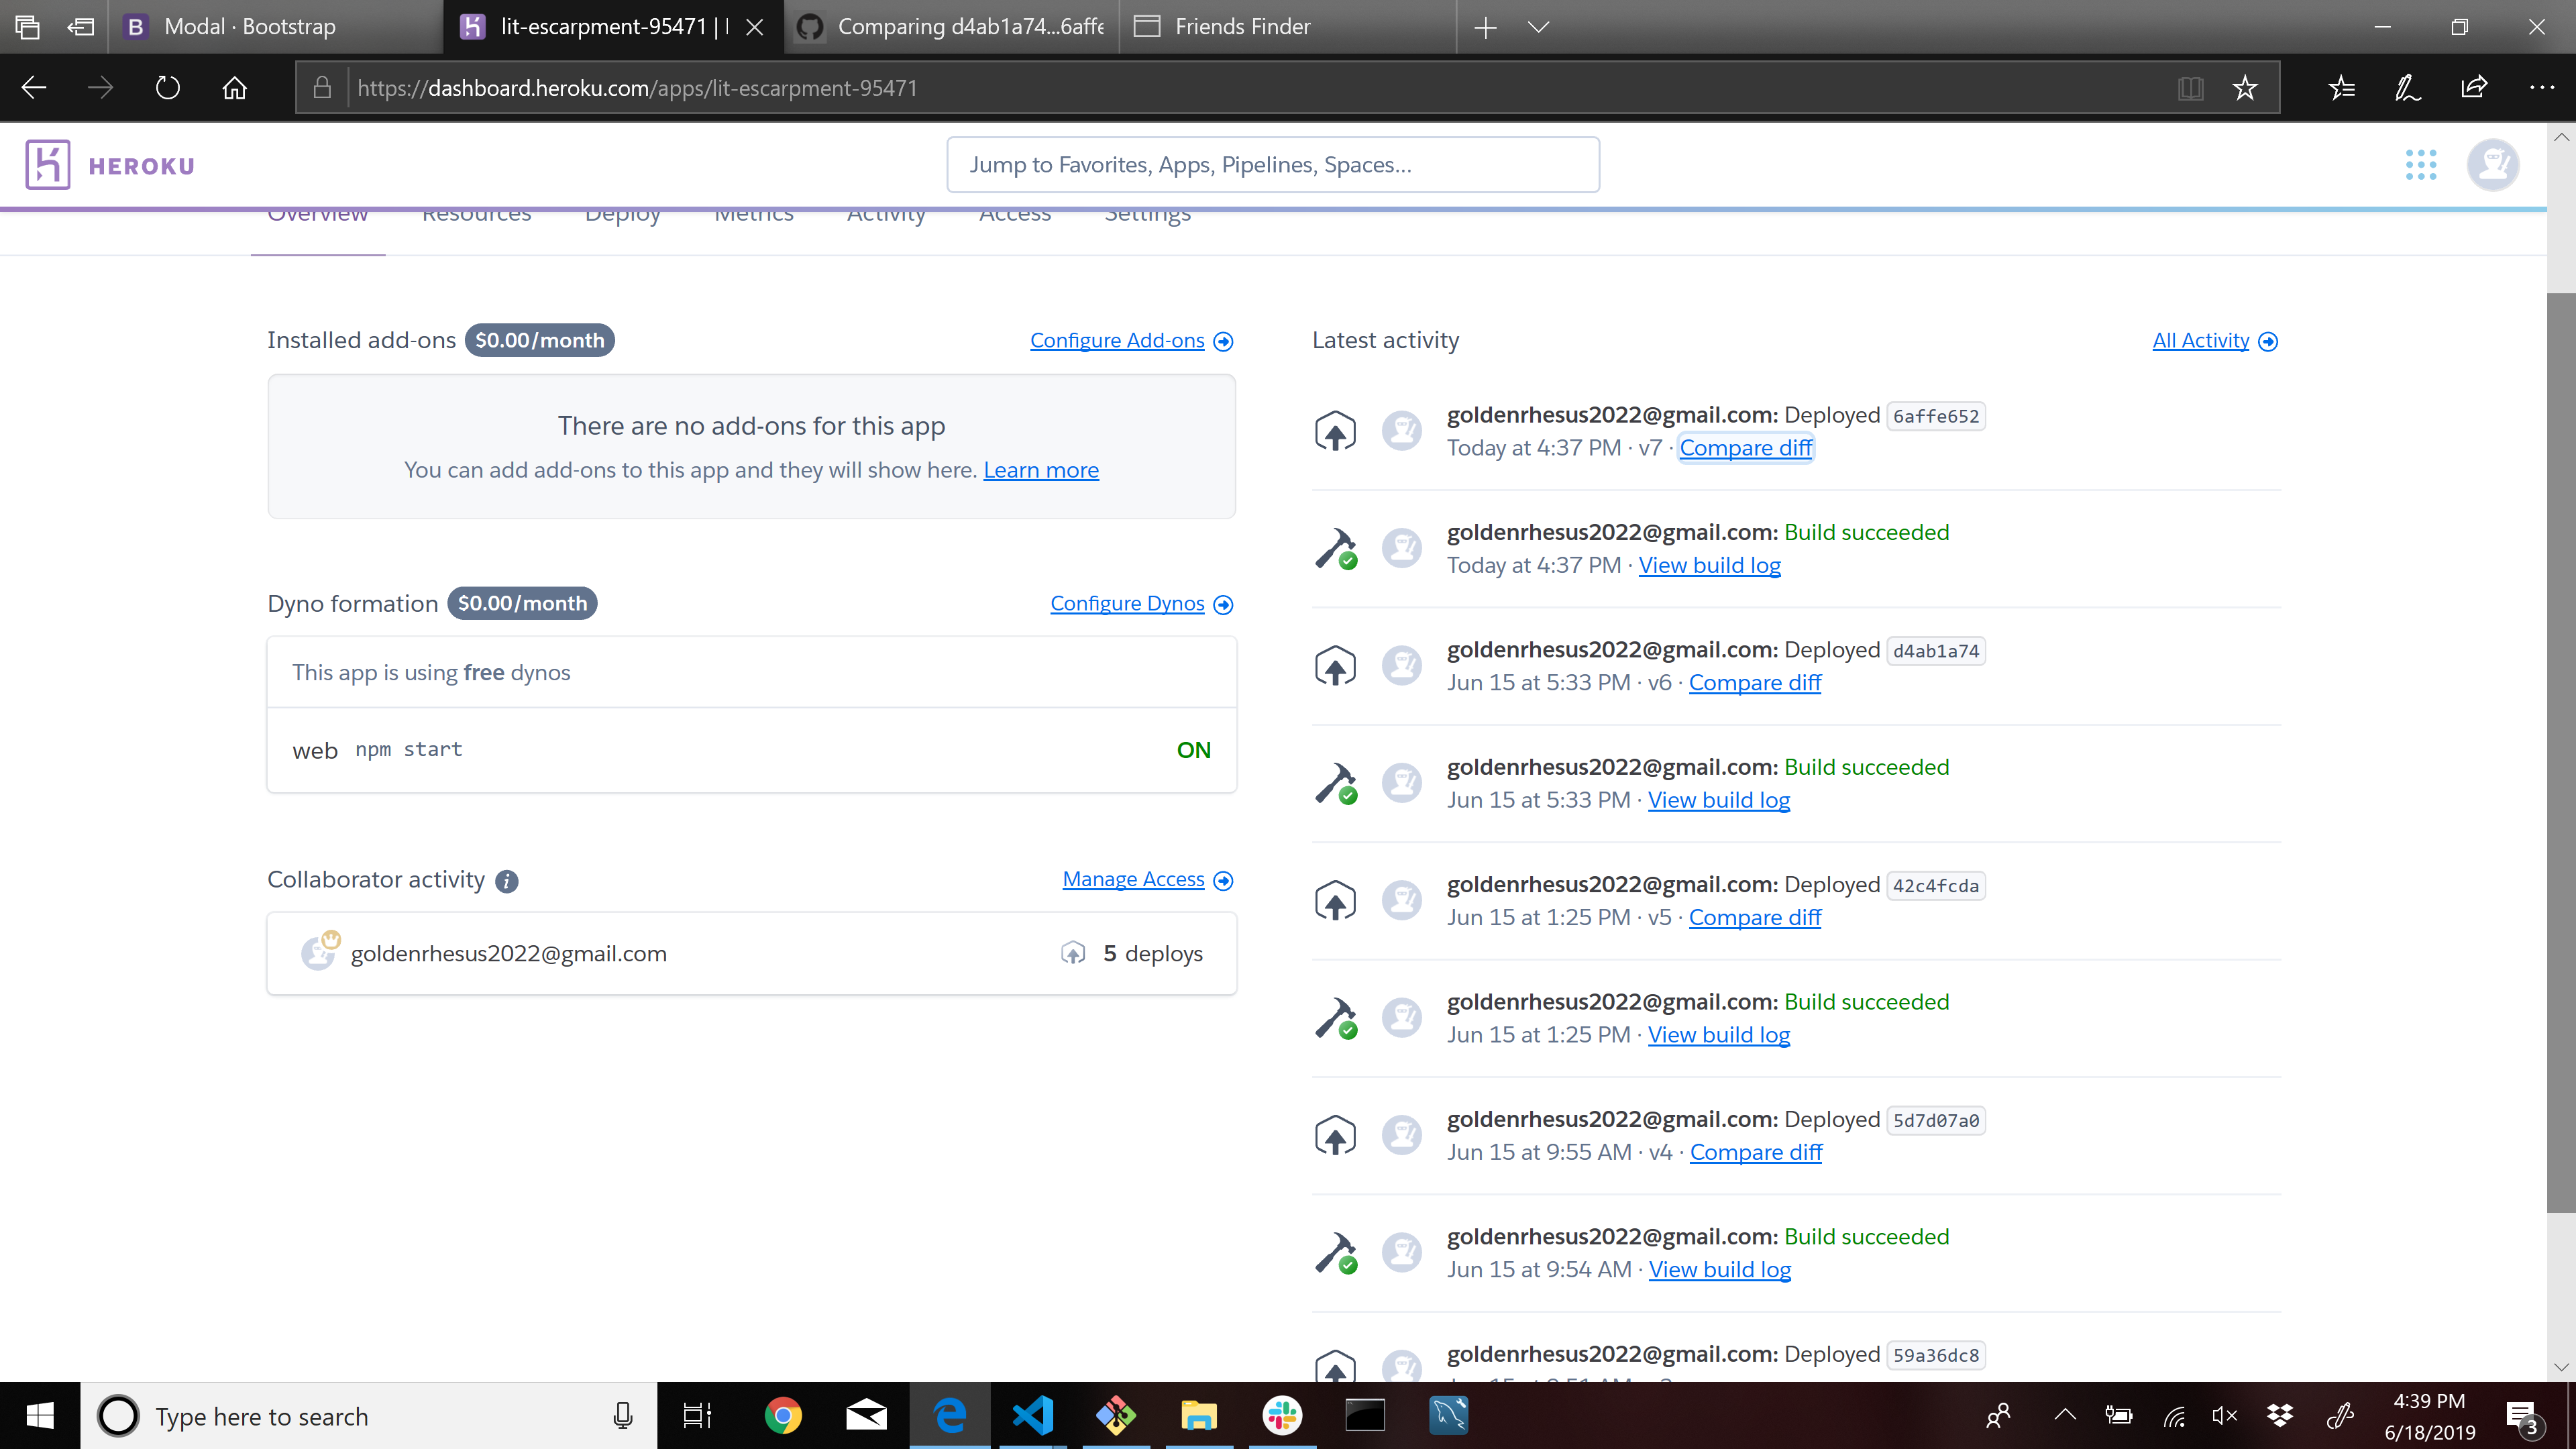 Modal · Bootstrap
lit-escarpment-95471 |
Comparing d4ab1a74...6affe
Friends Finder
https://dashboard.heroku.com/apps/lit-escarpment-95471
HEROKU
Jump to Favorites, Apps, Pipelines, Spaces...
Overview Resources Deploy Metrics Activity Access Settings
Installed add-ons $0.00/month Configure Add-ons
There are no add-ons for this app
You can add add-ons to this app and they will show here. Learn more
Dyno formation $0.00/month Configure Dynos
This app is using free dynos
web npm start ON
Collaborator activity Manage Access
goldenrhesus2022@gmail.com 5 deploys
Latest activity All Activity
goldenrhesus2022@gmail.com: Deployed 6affe652
Today at 4:37 PM · v7 · Compare diff
goldenrhesus2022@gmail.com: Build succeeded
Today at 4:37 PM · View build log
goldenrhesus2022@gmail.com: Deployed d4ab1a74
Jun 15 at 5:33 PM · v6 · Compare diff
goldenrhesus2022@gmail.com: Build succeeded
Jun 15 at 5:33 PM · View build log
goldenrhesus2022@gmail.com: Deployed 42c4fcda
Jun 15 at 1:25 PM · v5 · Compare diff
goldenrhesus2022@gmail.com: Build succeeded
Jun 15 at 1:25 PM · View build log
goldenrhesus2022@gmail.com: Deployed 5d7d07a0
Jun 15 at 9:55 AM · v4 · Compare diff
goldenrhesus2022@gmail.com: Build succeeded
Jun 15 at 9:54 AM · View build log
goldenrhesus2022@gmail.com: Deployed 59a36dc8
Type here to search
4:39 PM
6/18/2019
3